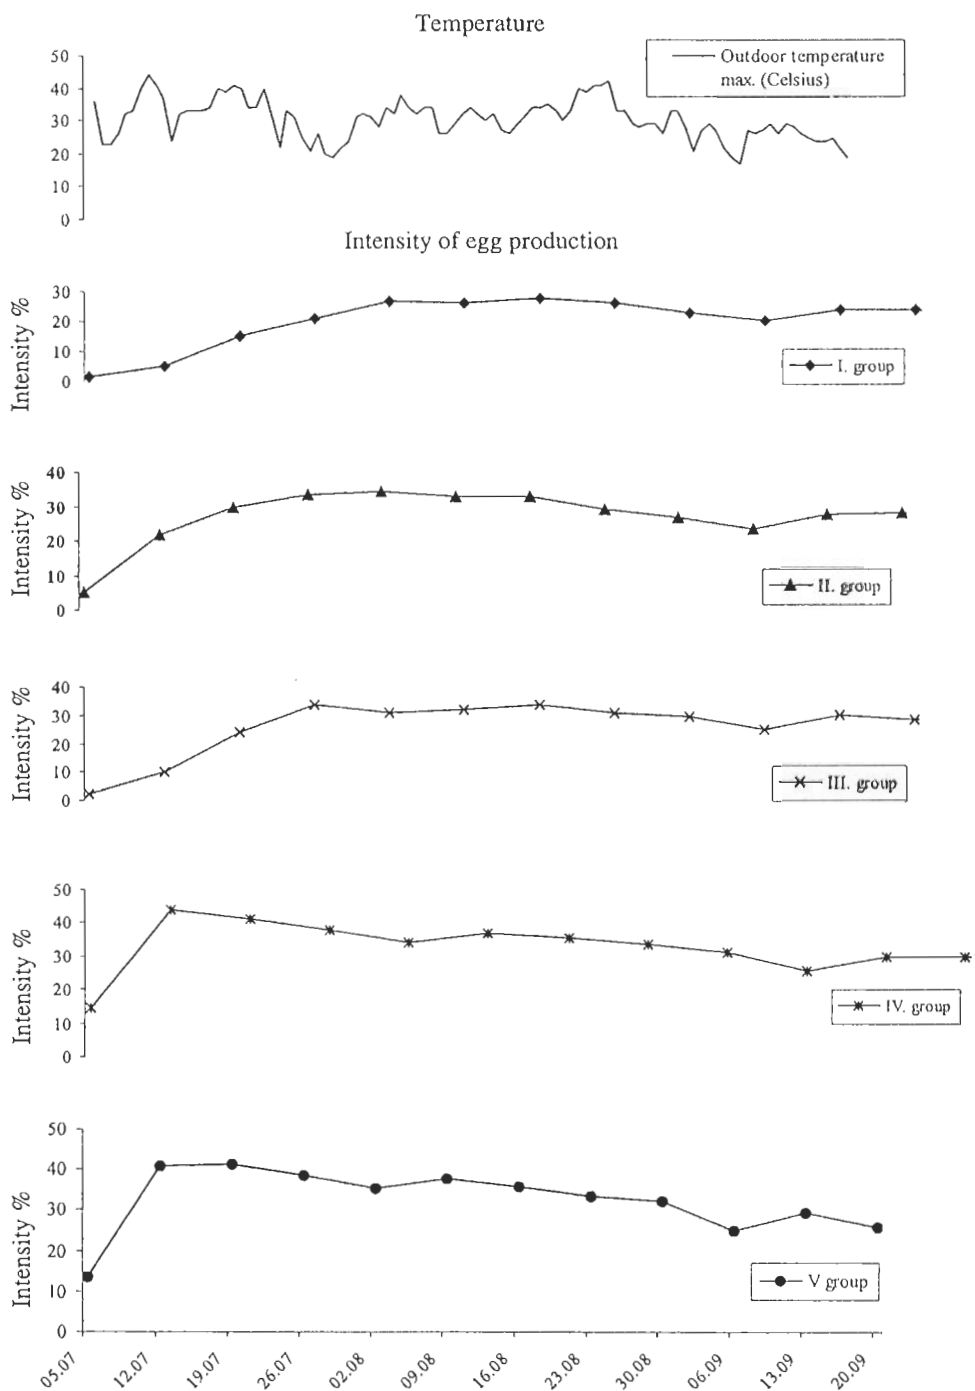 Temperature
50
40
30
20
10
0
Outdoor temperature
max. (Celsius)
Intensity of egg production
Intensity %
30
20
10
0
I. group
Intensity %
40
30
20
10
0
II. group
Intensity %
40
30
20
10
0
III. group
Intensity %
50
40
30
20
10
0
IV. group
Intensity %
50
40
30
20
10
0
V group
05.07 12.07 19.07 26.07 02.08 09.08 16.08 23.08 30.08 06.09 13.09 20.09